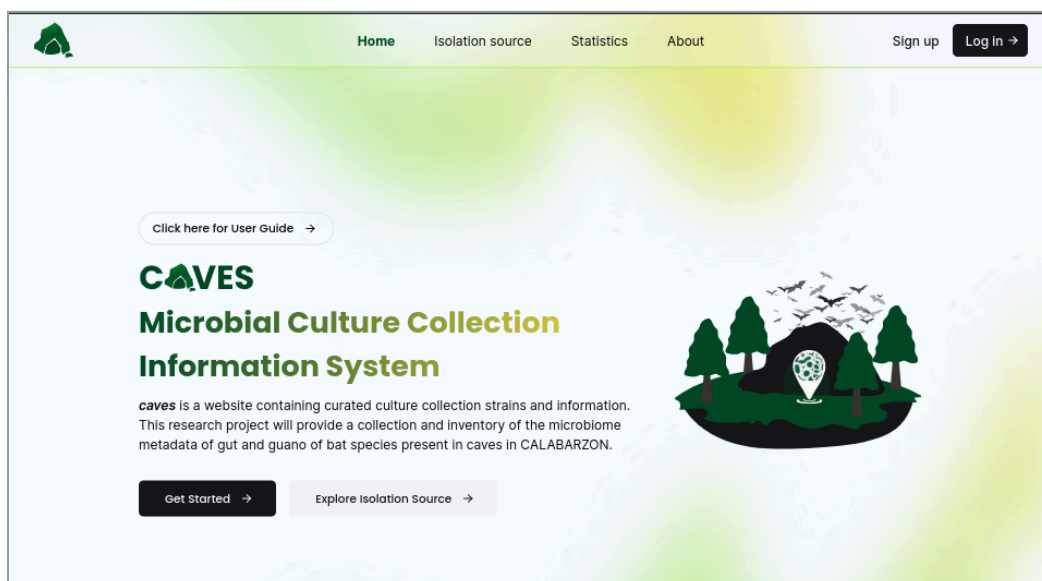 Home Isolation source Statistics About Sign up Log in →
Click here for User Guide →
CAVES
Microbial Culture Collection
Information System
caves is a website containing curated culture collection strains and information.
This research project will provide a collection and inventory of the microbiome
metadata of gut and guano of bat species present in caves in CALABARZON.
Get Started → Explore Isolation Source →